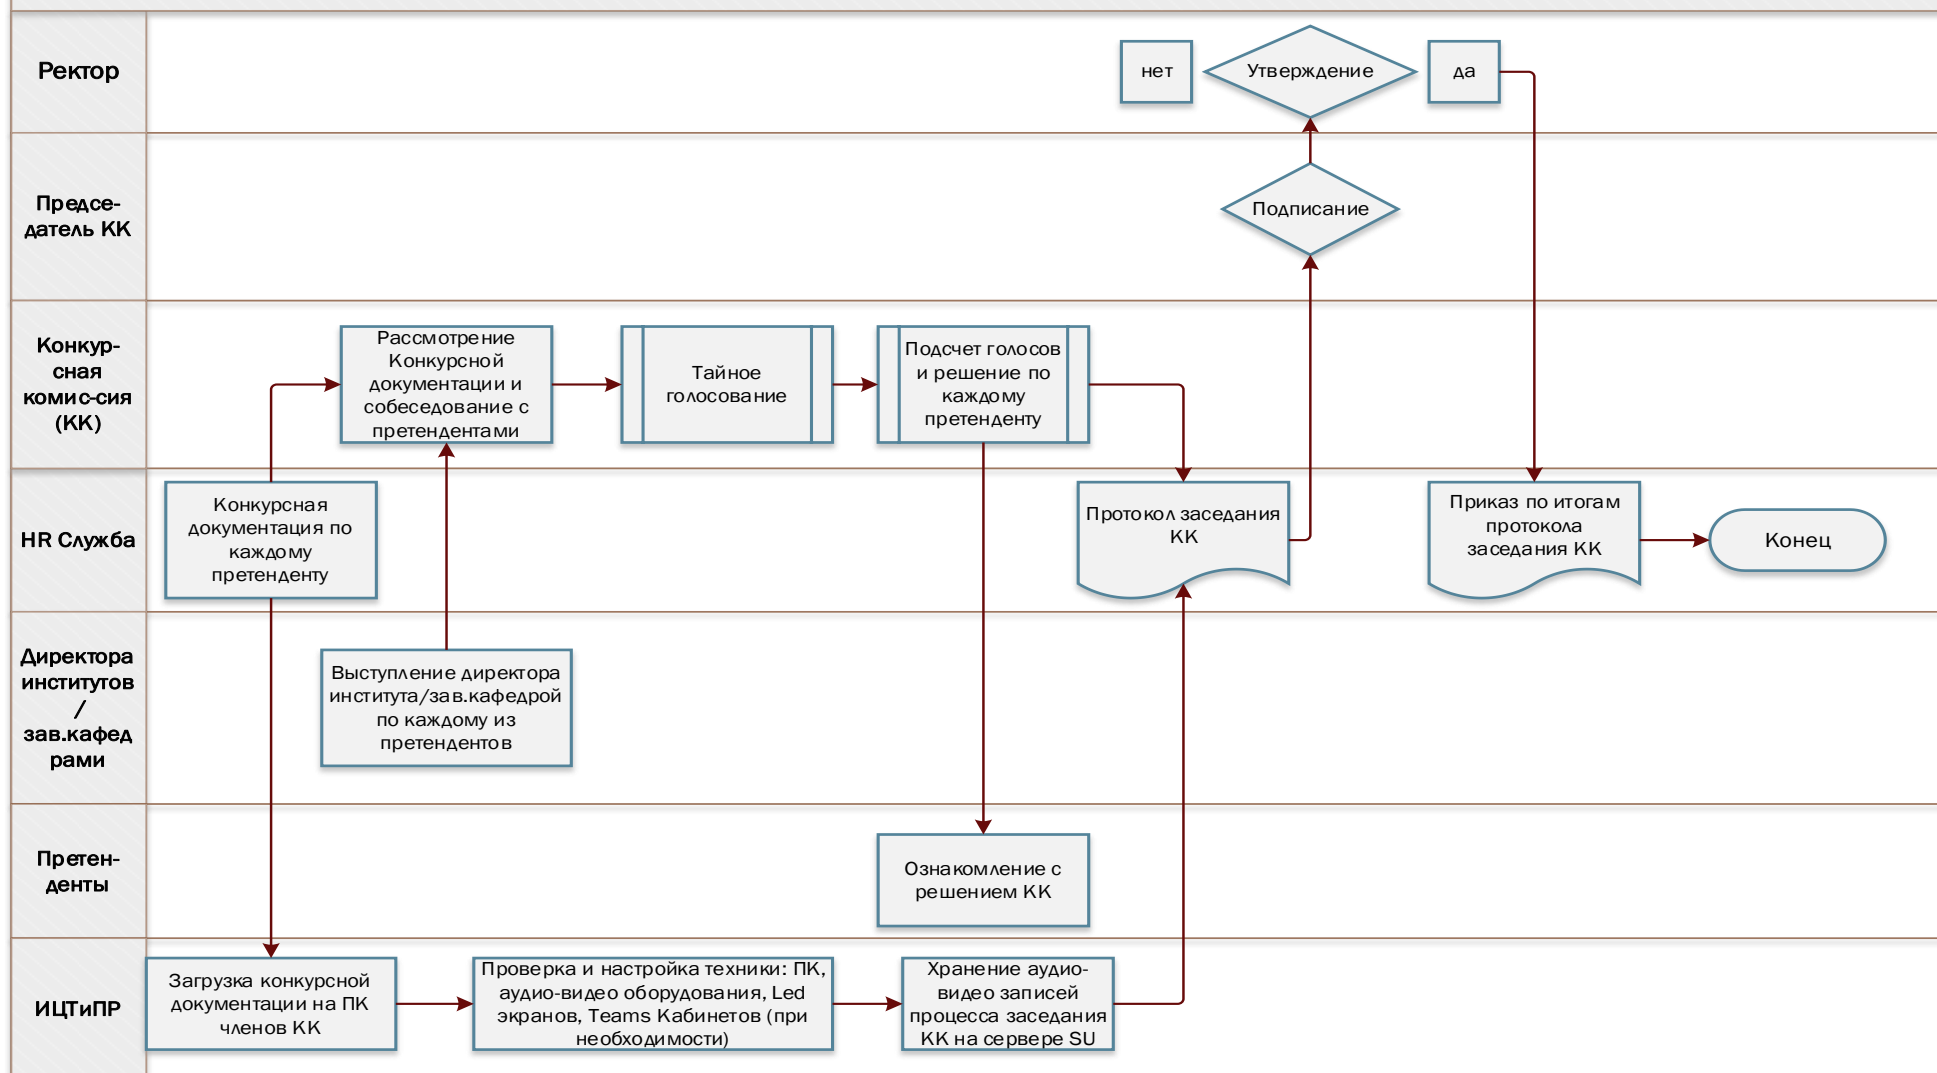 Ректор
нет
Утверждение
да
Предсе-
датель КК
Подписание
Конкур-
сная
комис-сия
(КК)
Рассмотрение
Конкурсной
документации и
собеседование с
претендентами
Тайное
голосование
Подсчет голосов
и решение по
каждому
претенденту
HR Служба
Конкурсная
документация по
каждому
претенденту
Протокол заседания
КК
Приказ по итогам
протокола
заседания КК
Конец
Директора
институтов
/
зав.кафед
рами
Выступление директора
института/зав.кафедрой
по каждому из
претендентов
Претен-
денты
Ознакомление с
решением КК
ИЦТиПР
Загрузка конкурсной
документации на ПК
членов КК
Проверка и настройка техники: ПК,
аудио-видео оборудования, Led
экранов, Teams Кабинетов (при
необходимости)
Хранение аудио-
видео записей
процесса заседания
КК на сервере SU